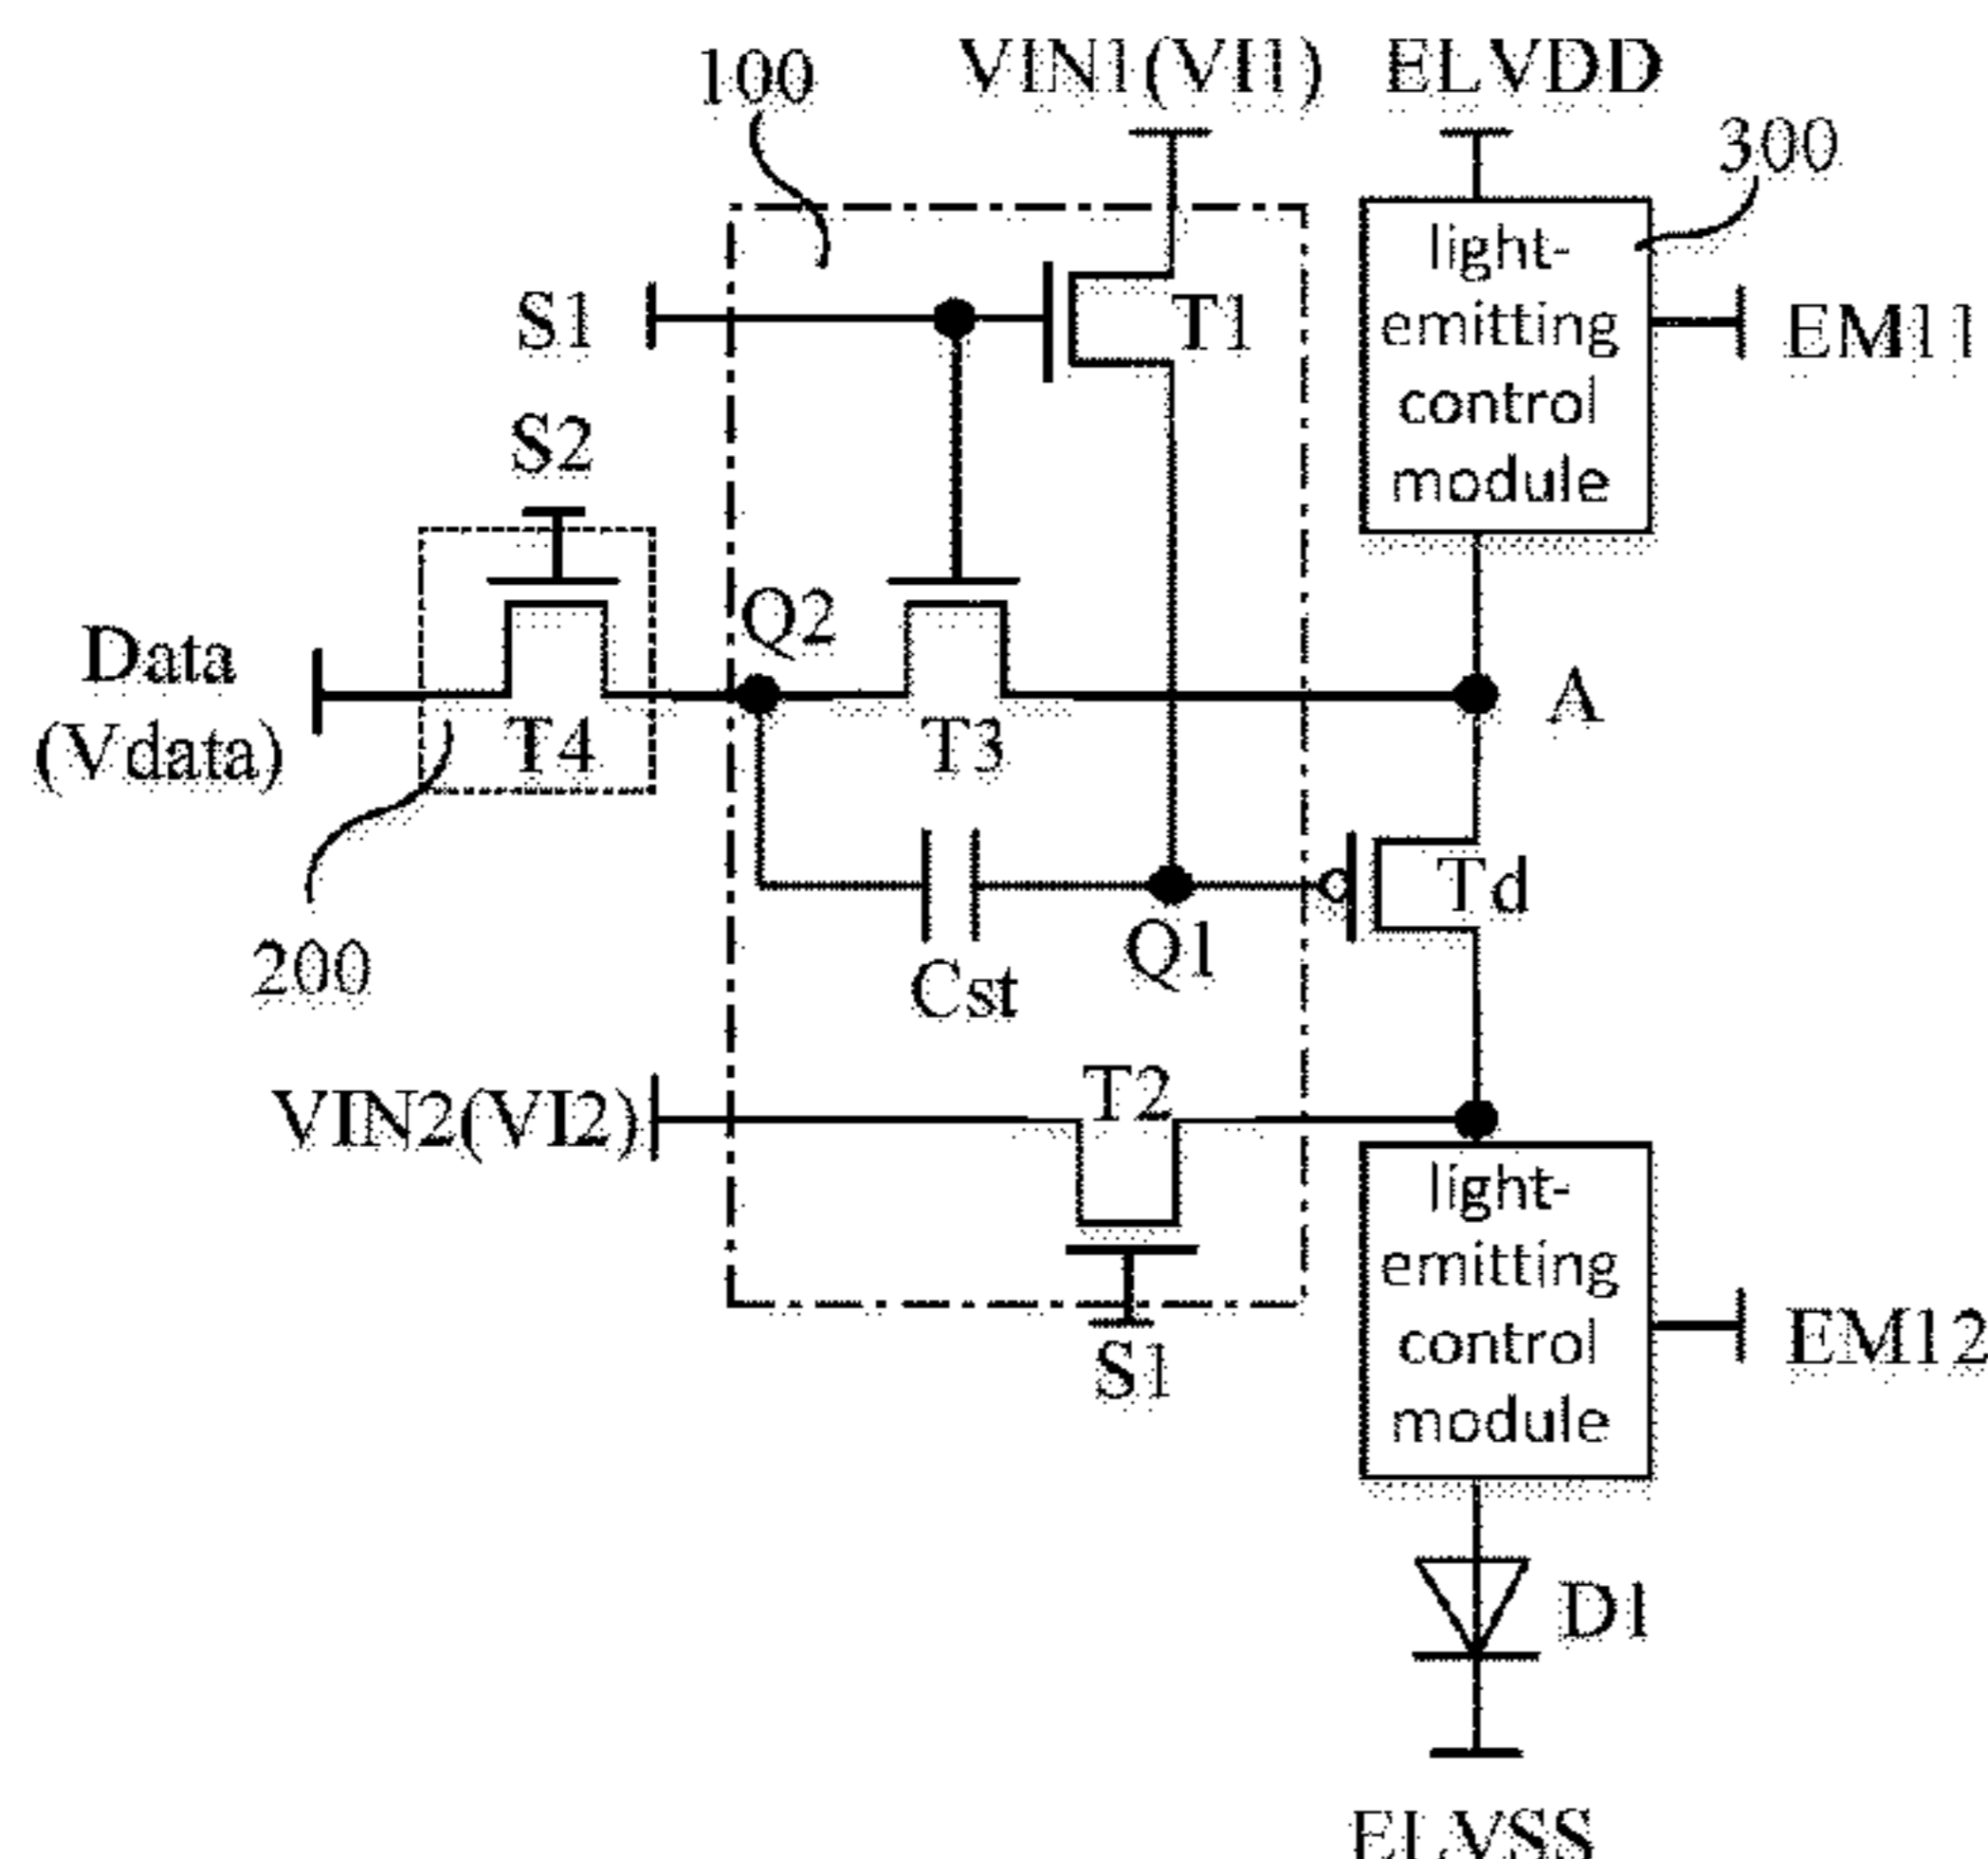 100
VIN1(VI1)
ELVDD
300
light-
emitting
control
module
S1
T1
EM11
S2
Q2
Data
(Vdata)
T4
T3
A
Td
200
Cst
Q1
T2
VIN2(VI2)
light-
emitting
control
module
S1
EM12
D1
ELVSS